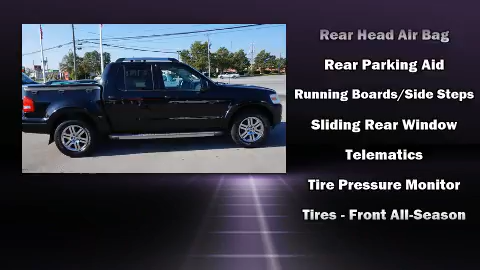 Rear Head Air Bag
Rear Parking Aid
Running Boards/Side Steps
Sliding Rear Window
Telematics
Tire Pressure Monitor
Tires - Front All-Season